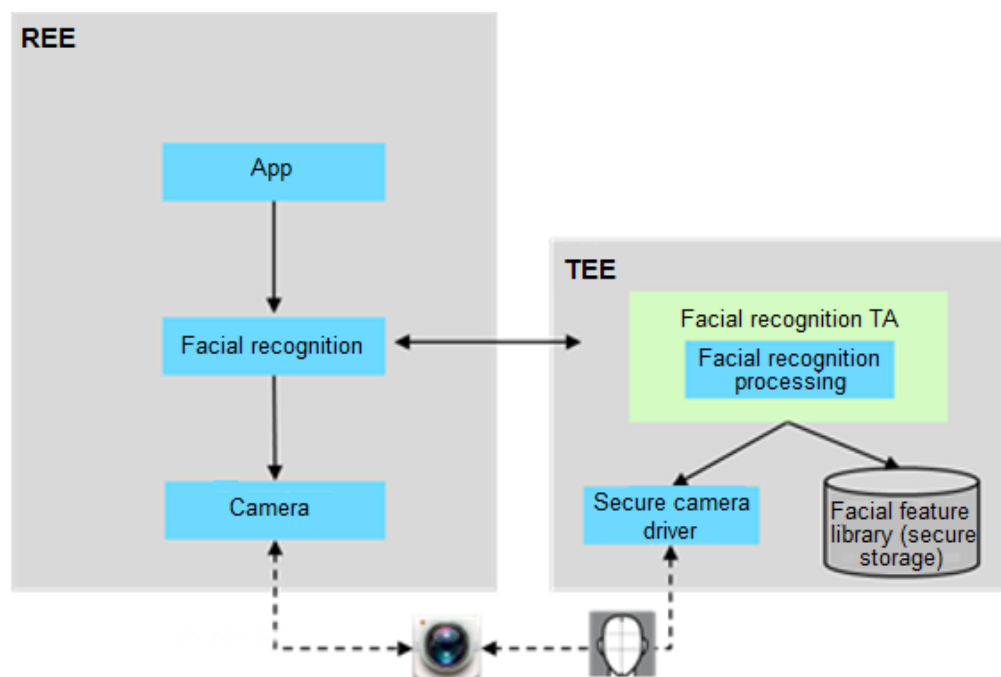 REE
App
Facial recognition
Camera
TEE
Facial recognition TA
Facial recognition
processing
Secure camera
driver
Facial feature
library (secure
storage)